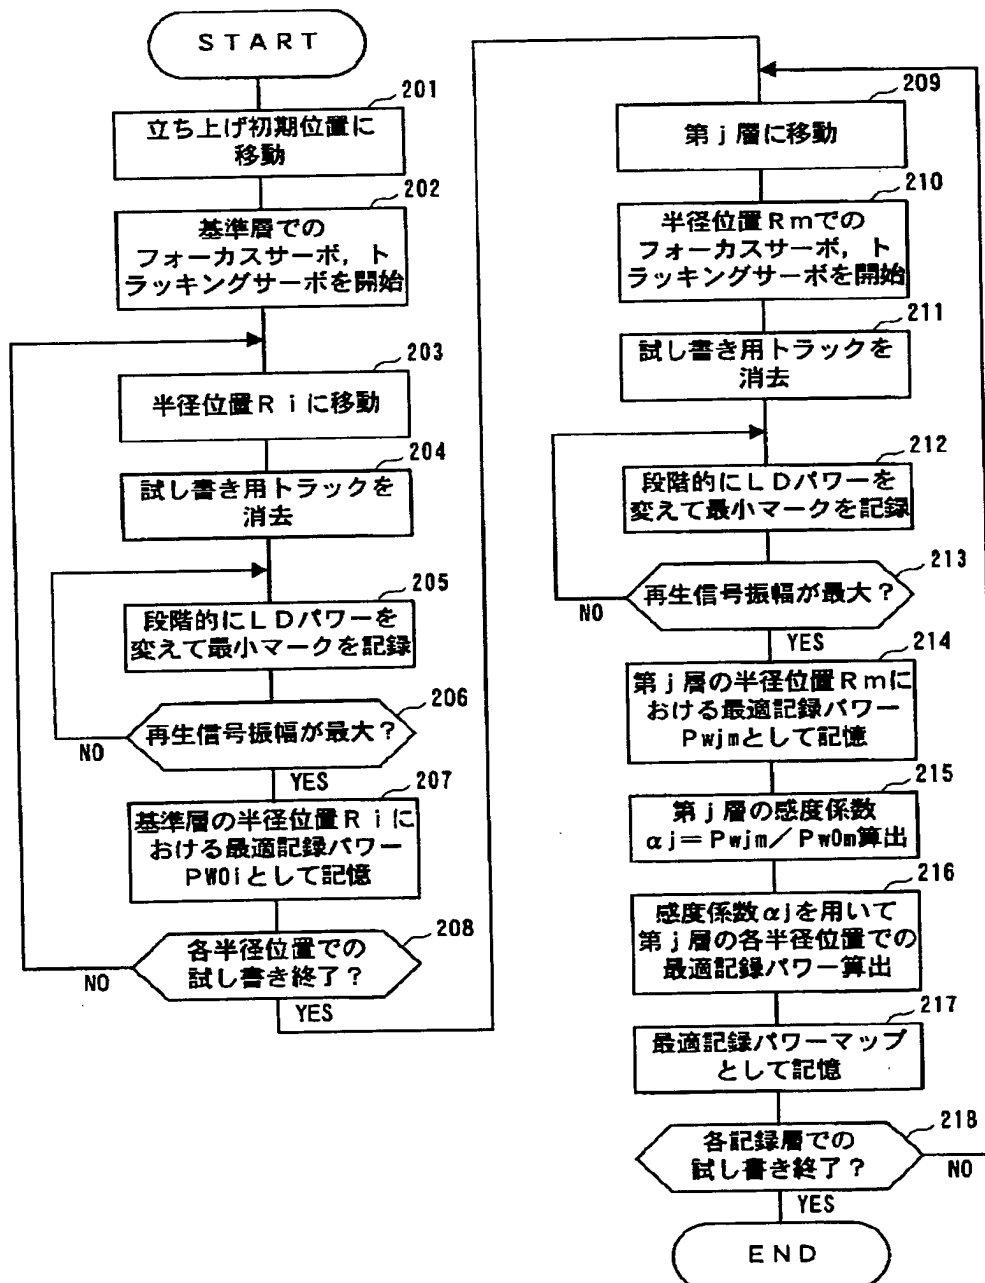 START
201
立ち上げ初期位置に
移動
202
基準層での
フォーカスサーボ，ト
ラッキングサーボを開始
203
半径位置Ｒｉに移動
204
試し書き用トラックを
消去
205
段階的にＬＤパワーを
変えて最小マークを記録
206
再生信号振幅が最大？
NO
YES
207
基準層の半径位置Ｒｉに
おける最適記録パワー
PW0iとして記憶
208
各半径位置での
試し書き終了？
NO
YES
209
第ｊ層に移動
210
半径位置Ｒｍでの
フォーカスサーボ，ト
ラッキングサーボを開始
211
試し書き用トラックを
消去
212
段階的にＬＤパワーを
変えて最小マークを記録
213
再生信号振幅が最大？
NO
YES
214
第ｊ層の半径位置Ｒｍに
おける最適記録パワー
Pwjmとして記憶
215
第ｊ層の感度係数
αj＝Pwjm／Pw0m算出
216
感度係数αjを用いて
第ｊ層の各半径位置での
最適記録パワー算出
217
最適記録パワーマップ
として記憶
218
各記録層での
試し書き終了？
NO
YES
END